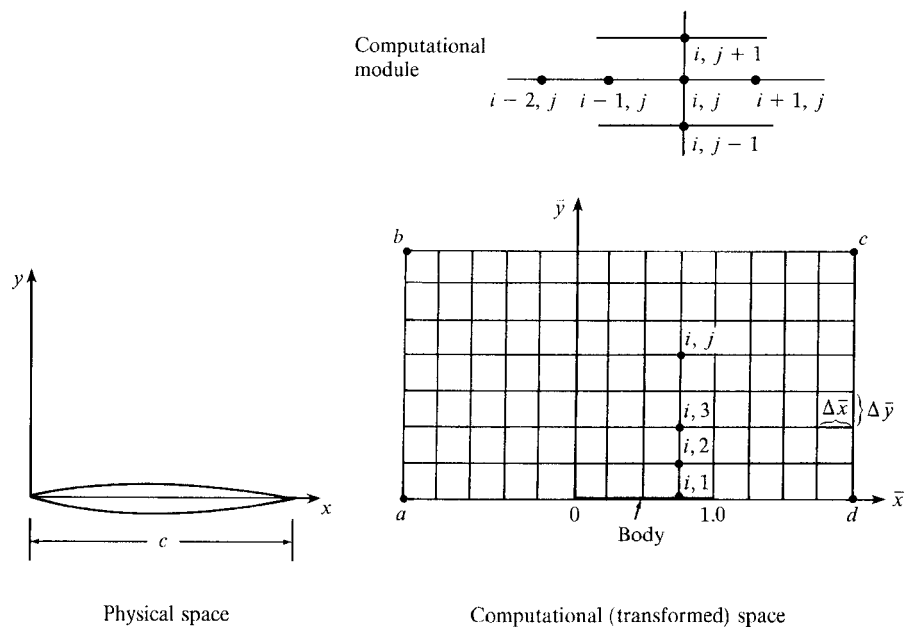 Computational
module
i, j + 1
i − 2, j
i − 1, j
i, j
i + 1, j
i, j − 1
y
x
c
Physical space
ȳ
b
c
i, j
i, 3
i, 2
i, 1
Δx̄
} Δȳ
a
0
1.0
d
x̄
Body
Computational (transformed) space